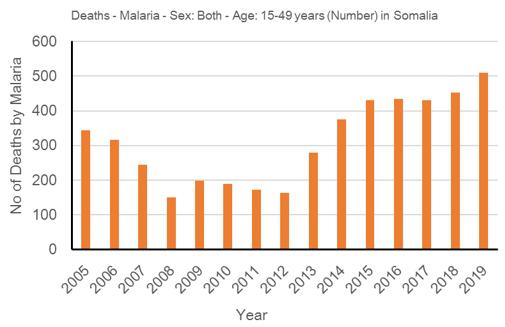 Deaths - Malaria - Sex: Both - Age: 15-49 years (Number) in Somalia
600
500
400
300
200
100
0
No of Deaths by Malaria
2005 2006 2007 2008 2009 2010 2011 2012 2013 2014 2015 2016 2017 2018 2019
Year